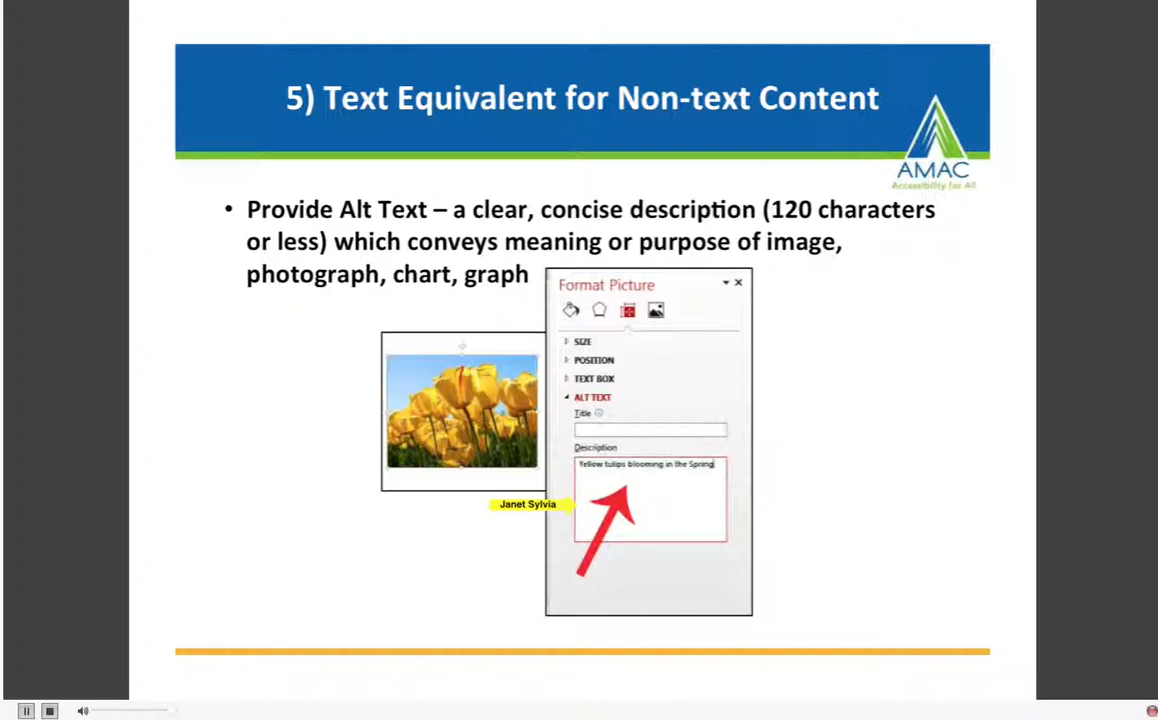 5) Text Equivalent for Non-text Content
AMAC
Accessibility for All
• Provide Alt Text – a clear, concise description (120 characters
or less) which conveys meaning or purpose of image,
photograph, chart, graph
Format Picture
SIZE
POSITION
TEXT BOX
ALT TEXT
Title
Description
Yellow tulips blooming in the Spring
Janet Sylvia